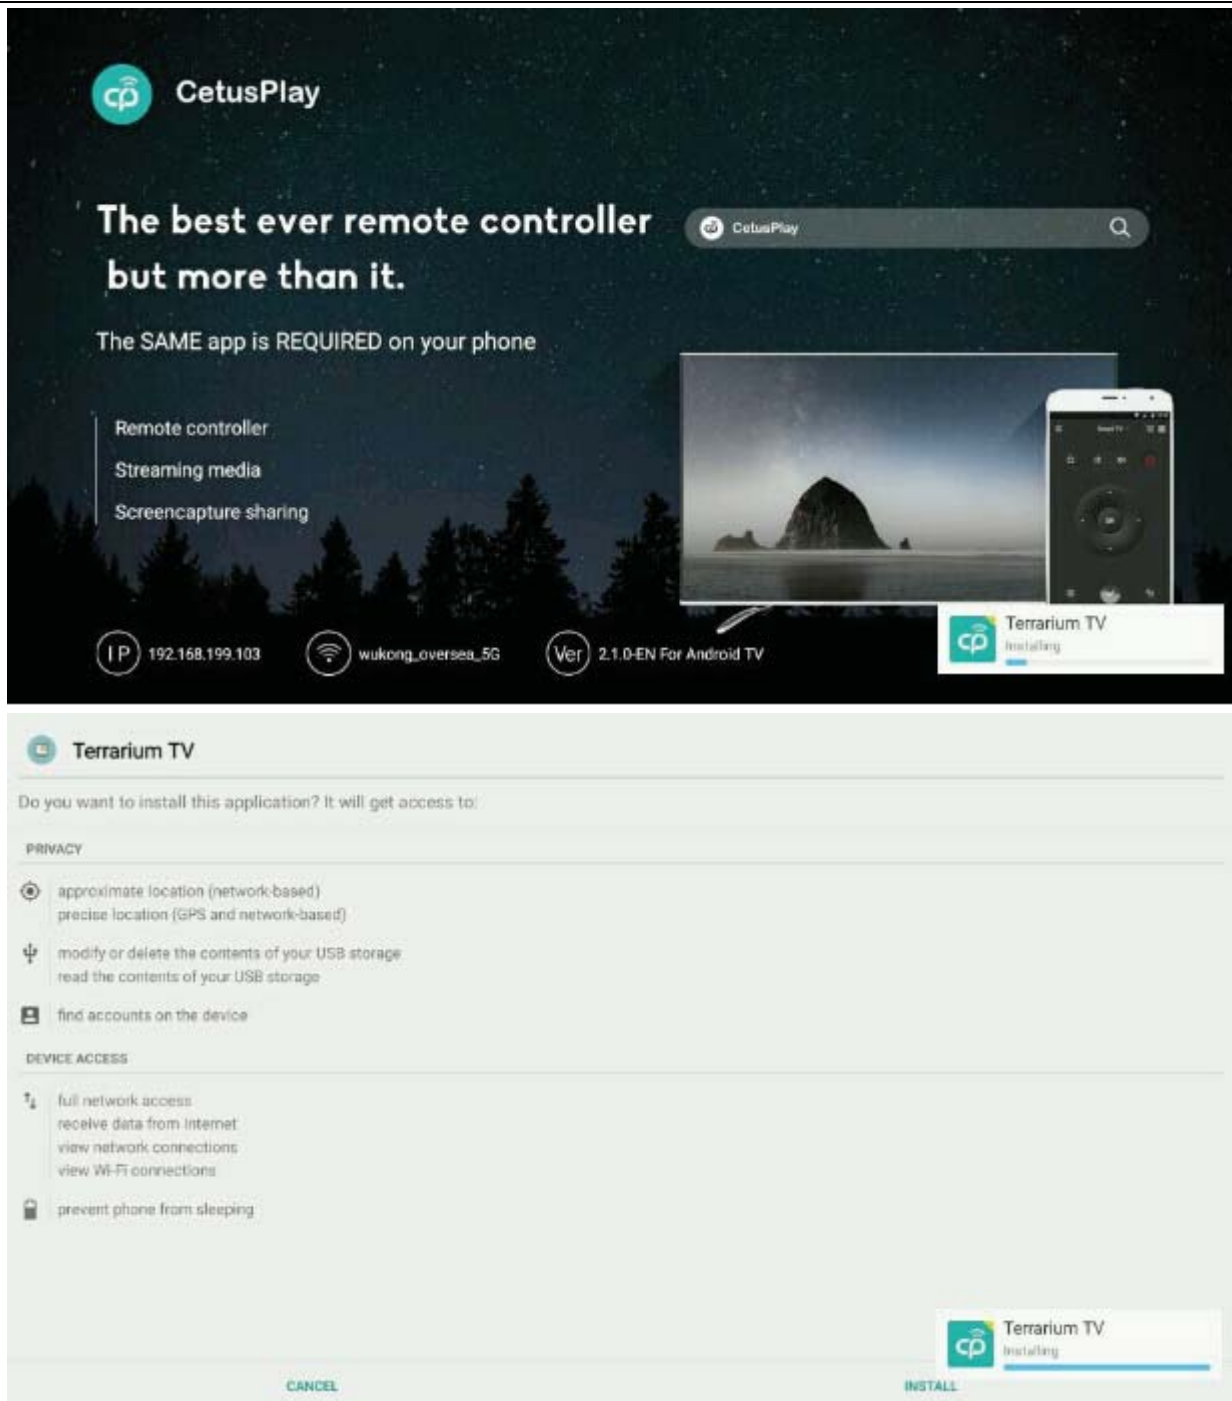 CetusPlay
The best ever remote controller
but more than it.
CetusPlay
The SAME app is REQUIRED on your phone
Remote controller
Streaming media
Screencapture sharing
IP 192.168.199.103
wukong_oversea_5G
Ver 2.1.0-EN For Android TV
cp
Terrarium TV
Installing
Terrarium TV
Do you want to install this application? It will get access to:
PRIVACY
approximate location (network-based)
precise location (GPS and network-based)
modify or delete the contents of your USB storage
read the contents of your USB storage
find accounts on the device
DEVICE ACCESS
full network access
receive data from Internet
view network connections
view Wi-Fi connections
prevent phone from sleeping
cp
Terrarium TV
Installing
CANCEL
INSTALL